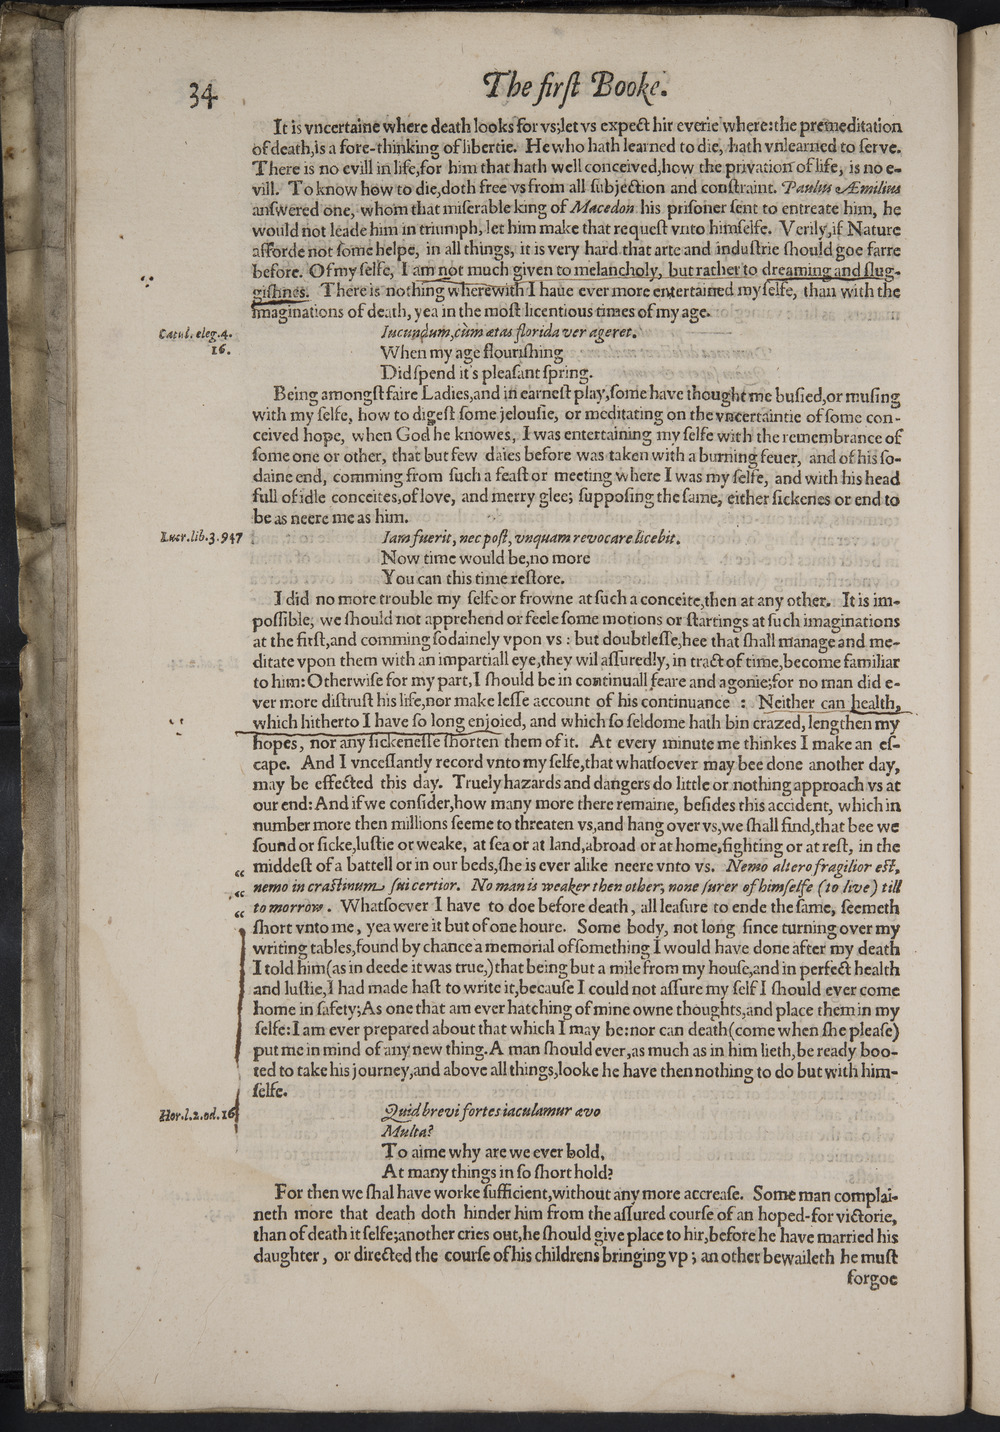 34
The firſt Booke.
It is vncertaine where death looks for vs;let vs expect hir everie where:the premeditation
of death,is a fore-thinking of libertie. He who hath learned to die, hath vnlearned to ſerve.
There is no evill in life,for him that hath well conceived,how the privation of life, is no e-
vill. To know how to die,doth free vs from all ſubjection and conſtraint. Paulus Æmilius
anſwered one, whom that miſerable king of Macedon his priſoner ſent to entreate him, he
would not leade him in triumph, let him make that requeſt vnto himſelfe. Verily,if Nature
afforde not ſome helpe, in all things, it is very hard that arte and induſtrie ſhould goe farre
before. Of my ſelfe, I am not much given to melancholy, but rather to dreaming and ſlug-
giſhnes. There is nothing wherewith I haue ever more entertained my ſelfe, than with the
imaginations of death, yea in the moſt licentious times of my age.
Catul. eleg.4.
16.
Iucundum,cùm ætas florida ver ageret.
When my age flouriſhing
Did ſpend it's pleaſant ſpring.
Being amongſt faire Ladies,and in earneſt play,ſome have thought me buſied,or muſing
with my ſelfe, how to digeſt ſome jelouſie, or meditating on the vncertaintie of ſome con-
ceived hope, when God he knowes, I was entertaining my ſelfe with the remembrance of
ſome one or other, that but few daies before was taken with a burning feuer, and of his ſo-
daine end, comming from ſuch a feaſt or meeting where I was my ſelfe, and with his head
full of idle conceites,of love, and merry glee; ſuppoſing the ſame, either ſickenes or end to
be as neere me as him.
Lucr.lib.3.947
Iam fuerit, nec poſt, vnquam revocare licebit.
Now time would be,no more
You can this time reſtore.
I did no more trouble my ſelfe or frowne at ſuch a conceite,then at any other. It is im-
poſſible, we ſhould not apprehend or feele ſome motions or ſtartings at ſuch imaginations
at the firſt,and comming ſodainely vpon vs : but doubtleſſe,hee that ſhall manage and me-
ditate vpon them with an impartiall eye,they wil aſſuredly, in tract of time,become familiar
to him: Otherwiſe for my part,I ſhould be in continuall feare and agonie;for no man did e-
ver more diſtruſt his life,nor make leſſe account of his continuance : Neither can health,
which hitherto I have ſo long enjoied, and which ſo ſeldome hath bin crazed, lengthen my
hopes, nor any ſickeneſſe ſhorten them of it. At every minute me thinkes I make an eſ-
cape. And I vnceſſantly record vnto my ſelfe,that whatſoever may bee done another day,
may be effected this day. Truely hazards and dangers do little or nothing approach vs at
our end: And if we conſider,how many more there remaine, beſides this accident, which in
number more then millions ſeeme to threaten vs,and hang over vs,we ſhall find,that bee we
ſound or ſicke,luſtie or weake, at ſea or at land,abroad or at home,fighting or at reſt, in the
“ middeſt of a battell or in our beds,ſhe is ever alike neere vnto vs. Nemo altero fragilior eſt,
“ nemo in craſtinum ſui certior. No man is weaker then other; none ſurer of himſelfe (to live) till
“ to morrow. Whatſoever I have to doe before death, all leaſure to ende the ſame, ſeemeth
ſhort vnto me, yea were it but of one houre. Some body, not long ſince turning over my
writing tables,found by chance a memorial of ſomething I would have done after my death
I told him(as in deede it was true,)that being but a mile from my houſe,and in perfect health
and luſtie,I had made haſt to write it,becauſe I could not aſſure my ſelf I ſhould ever come
home in ſafety;As one that am ever hatching of mine owne thoughts,and place them in my
ſelfe:I am ever prepared about that which I may be:nor can death(come when ſhe pleaſe)
put me in mind of any new thing.A man ſhould ever,as much as in him lieth,be ready boo-
ted to take his journey,and above all things,looke he have then nothing to do but with him-
ſelfe.
Hor.l.2.od.16
Quid brevi fortes iaculamur ævo
Multa?
To aime why are we ever bold,
At many things in ſo ſhort hold?
For then we ſhal have worke ſufficient,without any more accreaſe. Some man complai-
neth more that death doth hinder him from the aſſured courſe of an hoped-for victorie,
than of death it ſelfe;another cries out,he ſhould give place to hir,before he have married his
daughter, or directed the courſe of his childrens bringing vp; an other bewaileth he muſt
forgoe